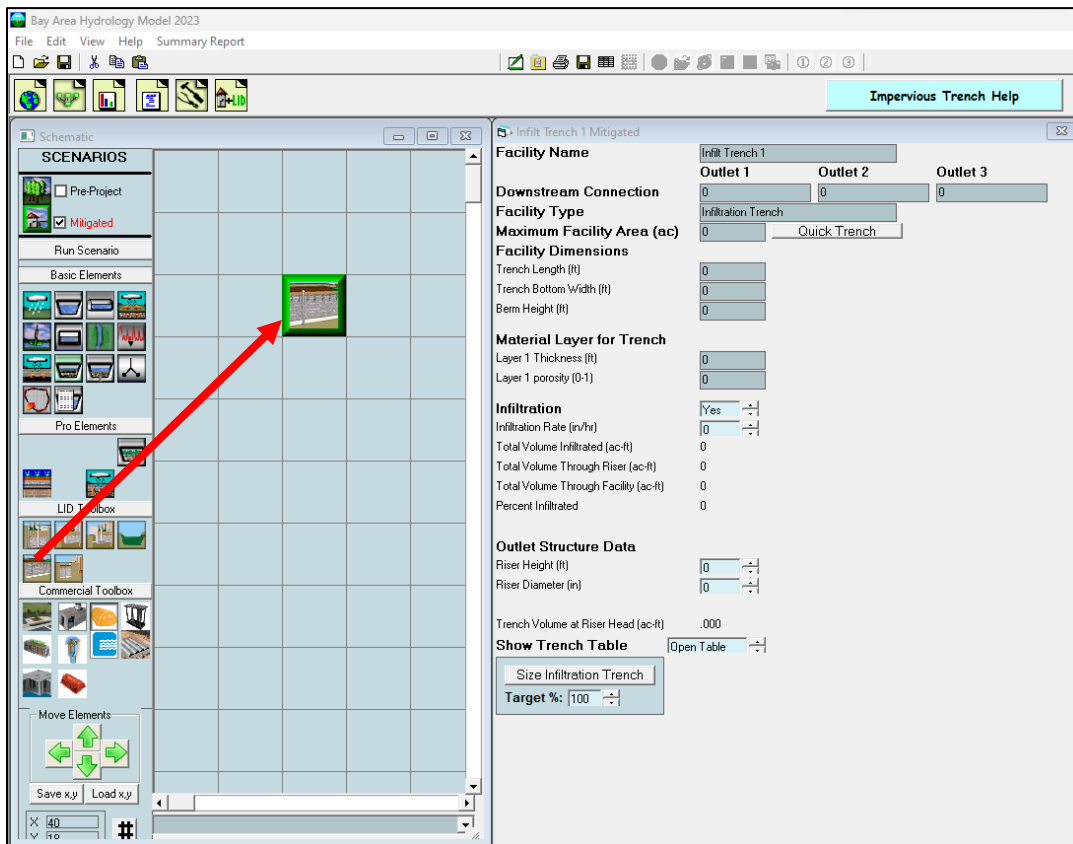 Bay Area Hydrology Model 2023
File Edit View Help Summary Report
① ② ③
+LID
Impervious Trench Help
Schematic
SCENARIOS
Pre-Project
Mitigated
Run Scenario
Basic Elements
Pro Elements
LID Toolbox
Commercial Toolbox
Move Elements
Save x,y Load x,y
X 40
Y 19
#
Infilt Trench 1 Mitigated
Facility Name Infilt Trench 1
Outlet 1 Outlet 2 Outlet 3
Downstream Connection 0 0 0
Facility Type Infiltration Trench
Maximum Facility Area (ac) 0 Quick Trench
Facility Dimensions
Trench Length (ft) 0
Trench Bottom Width (ft) 0
Berm Height (ft) 0
Material Layer for Trench
Layer 1 Thickness (ft) 0
Layer 1 porosity (0-1) 0
Infiltration Yes
Infiltration Rate (in/hr) 0
Total Volume Infiltrated (ac-ft) 0
Total Volume Through Riser (ac-ft) 0
Total Volume Through Facility (ac-ft) 0
Percent Infiltrated 0
Outlet Structure Data
Riser Height (ft) 0
Riser Diameter (in) 0
Trench Volume at Riser Head (ac-ft) .000
Show Trench Table Open Table
Size Infiltration Trench
Target %: 100